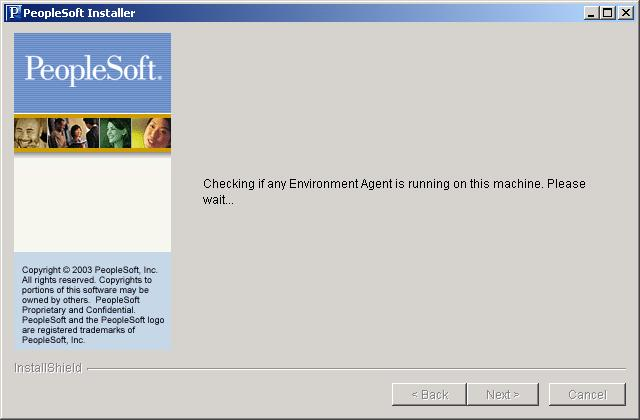 PeopleSoft Installer
PeopleSoft.
Checking if any Environment Agent is running on this machine. Please
wait...
Copyright © 2003 PeopleSoft, Inc.
All rights reserved. Copyrights to
portions of this software may be
owned by others.  PeopleSoft
Proprietary and Confidential.
PeopleSoft and the PeopleSoft logo
are registered trademarks of
PeopleSoft, Inc.
InstallShield
< Back
Next >
Cancel